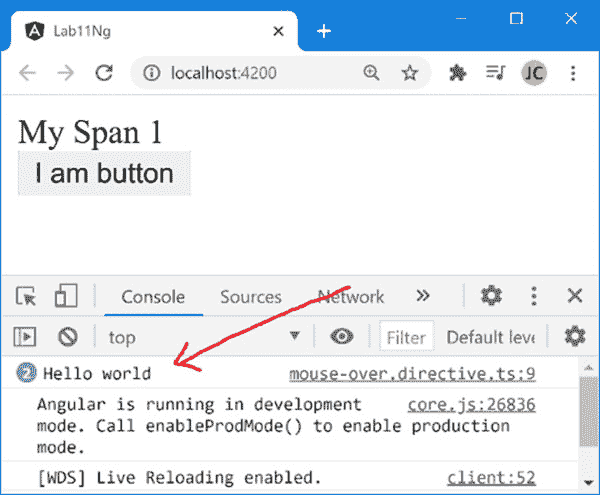 Lab11Ng
localhost:4200
JC
My Span 1
I am button
Console Sources Network
top Filter Default leve
2 Hello world mouse-over.directive.ts:9
Angular is running in development core.js:26836
mode. Call enableProdMode() to enable production
mode.
[WDS] Live Reloading enabled. client:52